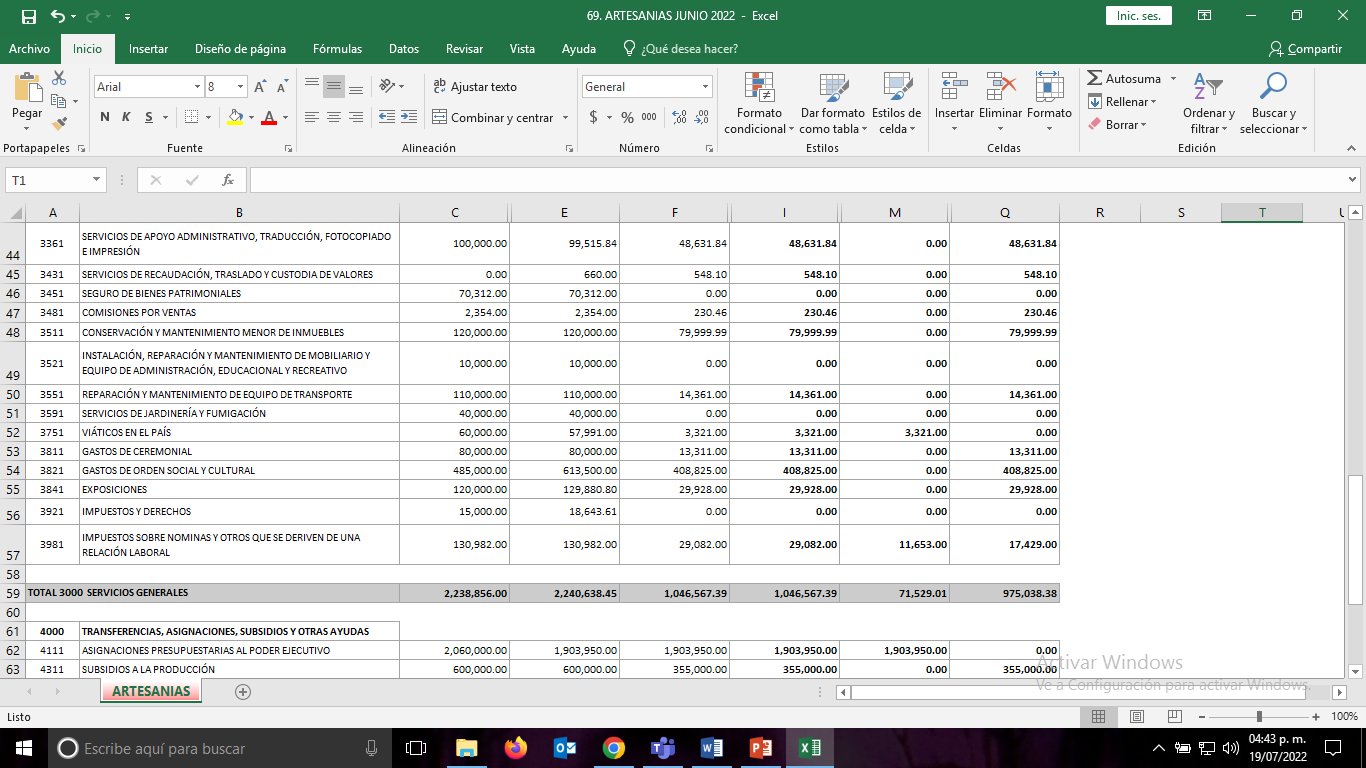 69. ARTESANIAS JUNIO 2022 - Excel
Inic. ses.
Archivo Inicio Insertar Diseño de página Fórmulas Datos Revisar Vista Ayuda ¿Qué desea hacer? Compartir
Pegar
Arial 8
N K S
Ajustar texto
Combinar y centrar
General
$ % 000
Formato condicional
Dar formato como tabla
Estilos de celda
Insertar Eliminar Formato
Autosuma
Rellenar
Borrar
Ordenar y filtrar
Buscar y seleccionar
Portapapeles Fuente Alineación Número Estilos Celdas Edición
T1 fx
A B C E F I M Q R S T U
44 3361 SERVICIOS DE APOYO ADMINISTRATIVO, TRADUCCIÓN, FOTOCOPIADO
E IMPRESIÓN 100,000.00 99,515.84 48,631.84 48,631.84 0.00 48,631.84
45 3431 SERVICIOS DE RECAUDACIÓN, TRASLADO Y CUSTODIA DE VALORES 0.00 660.00 548.10 548.10 0.00 548.10
46 3451 SEGURO DE BIENES PATRIMONIALES 70,312.00 70,312.00 0.00 0.00 0.00 0.00
47 3481 COMISIONES POR VENTAS 2,354.00 2,354.00 230.46 230.46 0.00 230.46
48 3511 CONSERVACIÓN Y MANTENIMIENTO MENOR DE INMUEBLES 120,000.00 120,000.00 79,999.99 79,999.99 0.00 79,999.99
49 3521 INSTALACIÓN, REPARACIÓN Y MANTENIMIENTO DE MOBILIARIO Y
EQUIPO DE ADMINISTRACIÓN, EDUCACIONAL Y RECREATIVO 10,000.00 10,000.00 0.00 0.00 0.00 0.00
50 3551 REPARACIÓN Y MANTENIMIENTO DE EQUIPO DE TRANSPORTE 110,000.00 110,000.00 14,361.00 14,361.00 0.00 14,361.00
51 3591 SERVICIOS DE JARDINERÍA Y FUMIGACIÓN 40,000.00 40,000.00 0.00 0.00 0.00 0.00
52 3751 VIÁTICOS EN EL PAÍS 60,000.00 57,991.00 3,321.00 3,321.00 3,321.00 0.00
53 3811 GASTOS DE CEREMONIAL 80,000.00 80,000.00 13,311.00 13,311.00 0.00 13,311.00
54 3821 GASTOS DE ORDEN SOCIAL Y CULTURAL 485,000.00 613,500.00 408,825.00 408,825.00 0.00 408,825.00
55 3841 EXPOSICIONES 120,000.00 129,880.80 29,928.00 29,928.00 0.00 29,928.00
56 3921 IMPUESTOS Y DERECHOS 15,000.00 18,643.61 0.00 0.00 0.00 0.00
57 3981 IMPUESTOS SOBRE NOMINAS Y OTROS QUE SE DERIVEN DE UNA
RELACIÓN LABORAL 130,982.00 130,982.00 29,082.00 29,082.00 11,653.00 17,429.00
58
59 TOTAL 3000 SERVICIOS GENERALES 2,238,856.00 2,240,638.45 1,046,567.39 1,046,567.39 71,529.01 975,038.38
60
61 4000 TRANSFERENCIAS, ASIGNACIONES, SUBSIDIOS Y OTRAS AYUDAS
62 4111 ASIGNACIONES PRESUPUESTARIAS AL PODER EJECUTIVO 2,060,000.00 1,903,950.00 1,903,950.00 1,903,950.00 1,903,950.00 0.00
63 4311 SUBSIDIOS A LA PRODUCCIÓN 600,000.00 600,000.00 355,000.00 355,000.00 0.00 355,000.00
Activar Windows
Ve a Configuración para activar Windows.
ARTESANIAS
Listo 100%
Escribe aquí para buscar
04:43 p. m.
19/07/2022